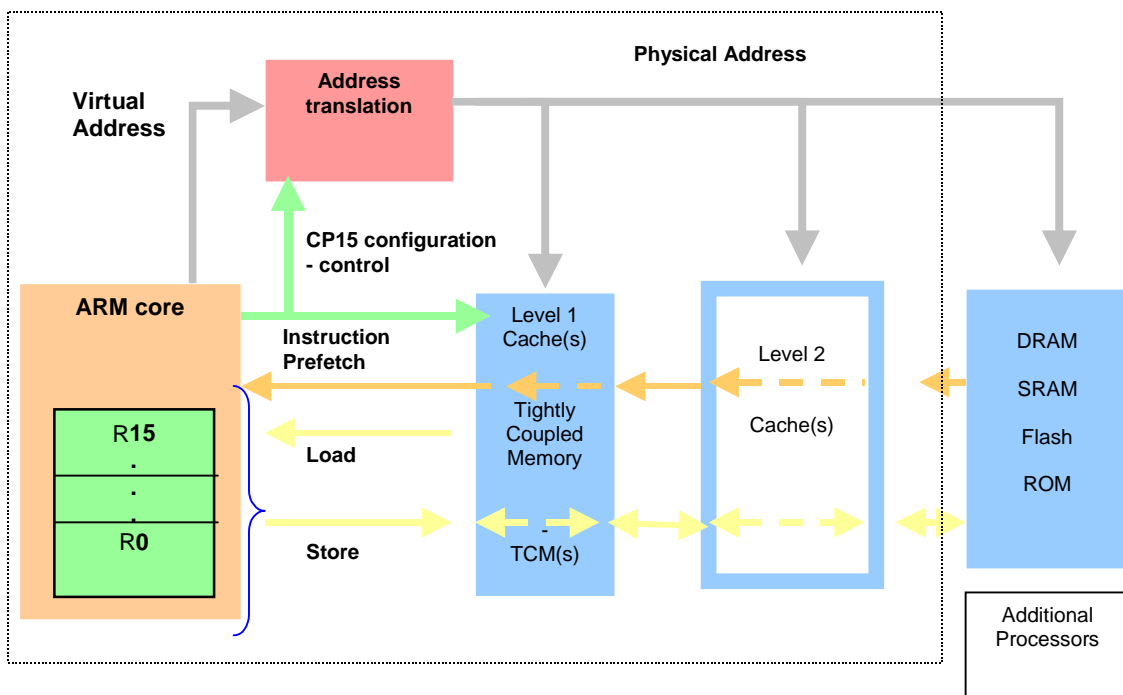 Physical Address
Address
translation
Virtual
Address
CP15 configuration
- control
ARM core
Instruction
Prefetch
Level 1
Cache(s)
Level 2
Cache(s)
DRAM
SRAM
Flash
ROM
Tightly
Coupled
Memory
-
TCM(s)
R15
.
.
.
R0
Load
Store
Additional
Processors